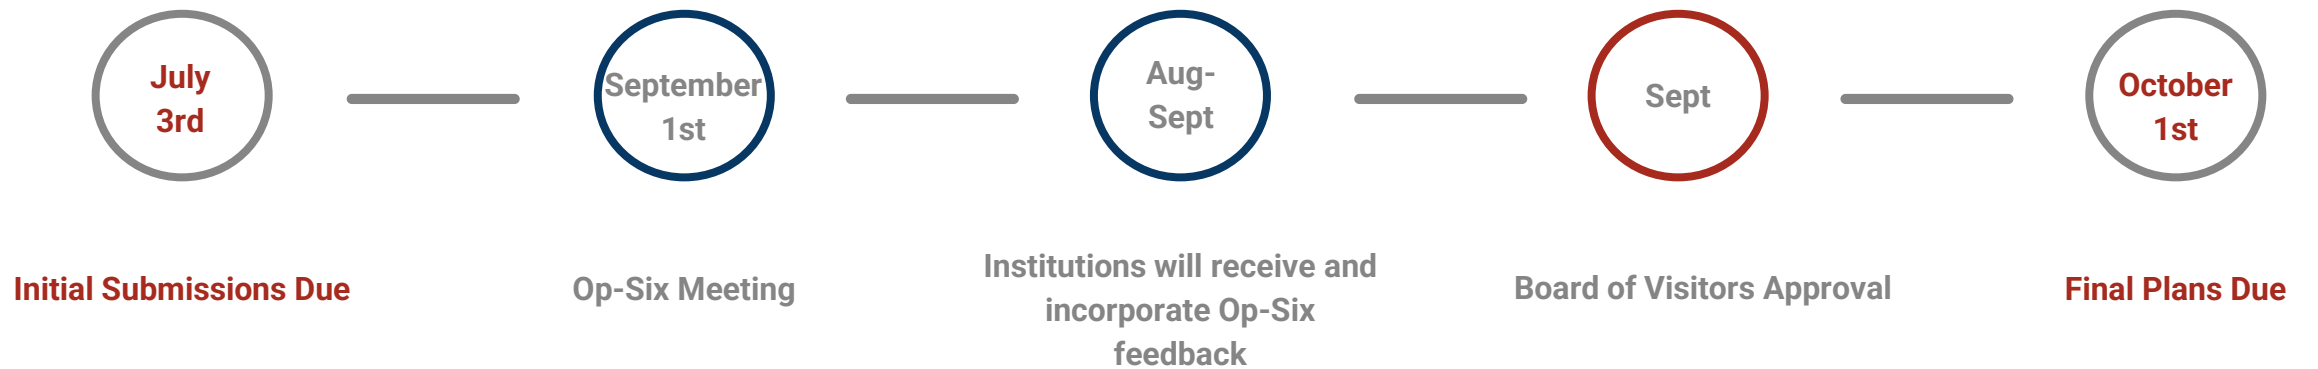 July
3rd
Initial Submissions Due
September
1st
Op-Six Meeting
Aug-
Sept
Institutions will receive and
incorporate Op-Six
feedback
Sept
Board of Visitors Approval
October
1st
Final Plans Due